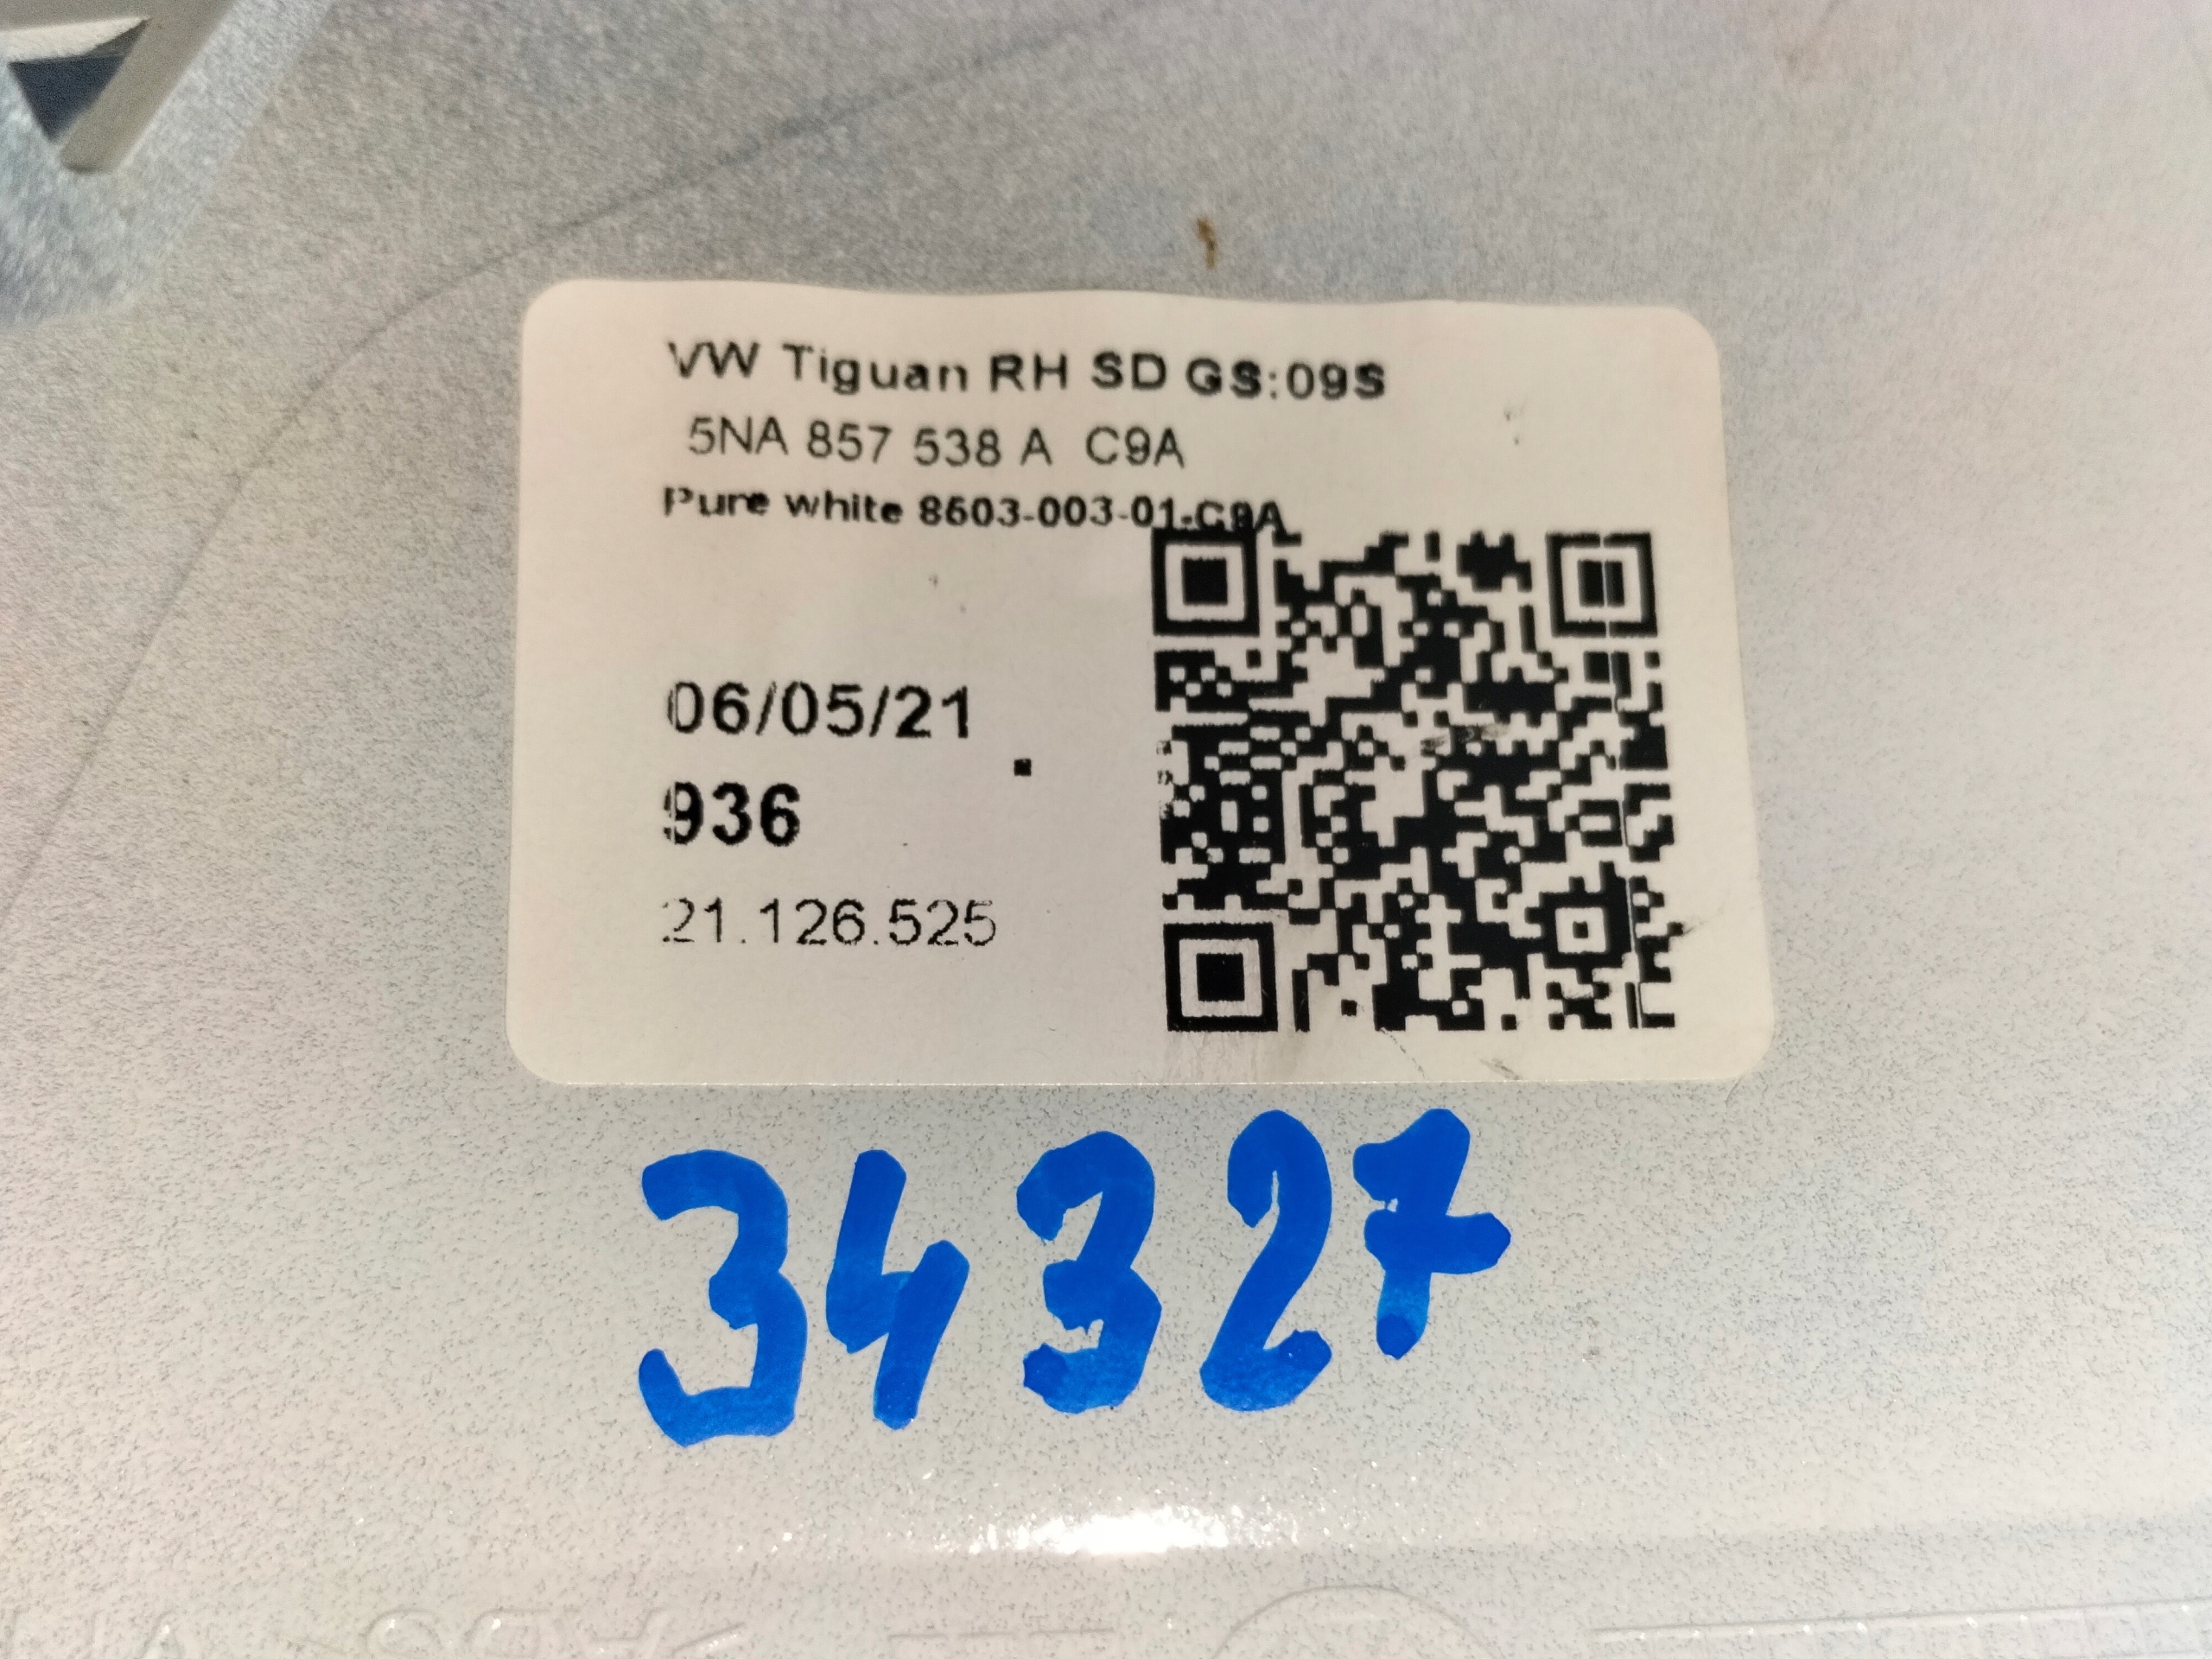 VW Tiguan RH SD GS:09S
5NA 857 538 A C9A
Pure white 8603-003-01-C9A
06/05/21
936
21.126.525
34327